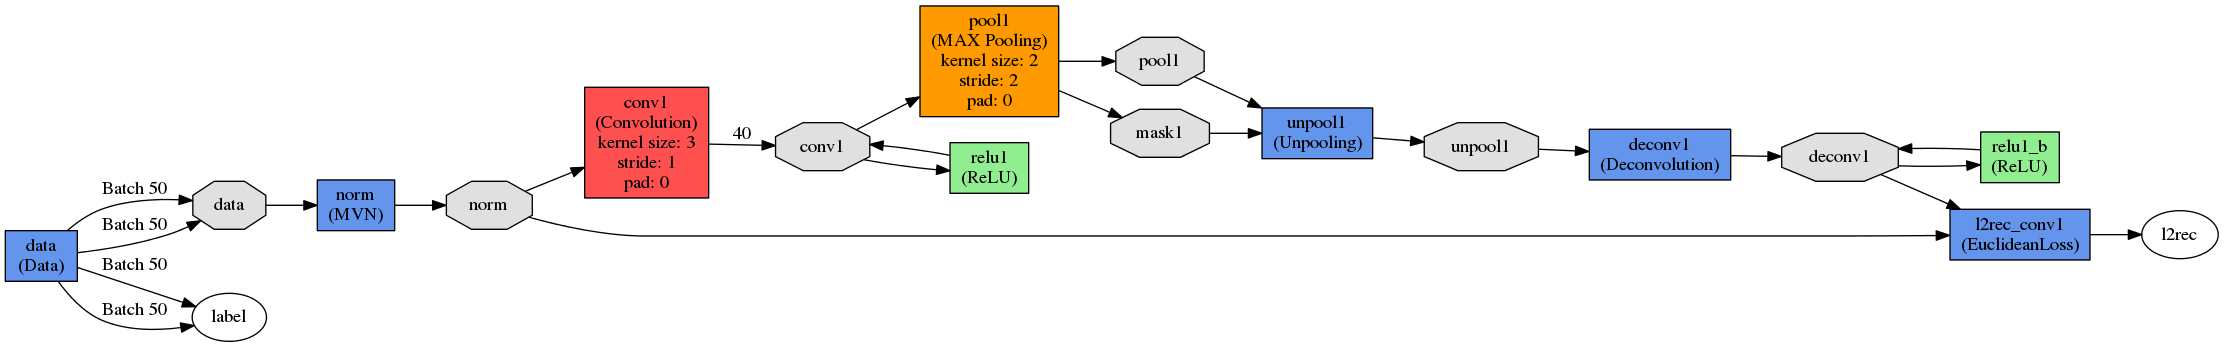 data
(Data)
Batch 50
Batch 50
Batch 50
Batch 50
data
label
norm
(MVN)
norm
conv1
(Convolution)
kernel size: 3
stride: 1
pad: 0
40
conv1
pool1
(MAX Pooling)
kernel size: 2
stride: 2
pad: 0
relu1
(ReLU)
pool1
mask1
unpool1
(Unpooling)
unpool1
deconv1
(Deconvolution)
deconv1
relu1_b
(ReLU)
l2rec_conv1
(EuclideanLoss)
l2rec